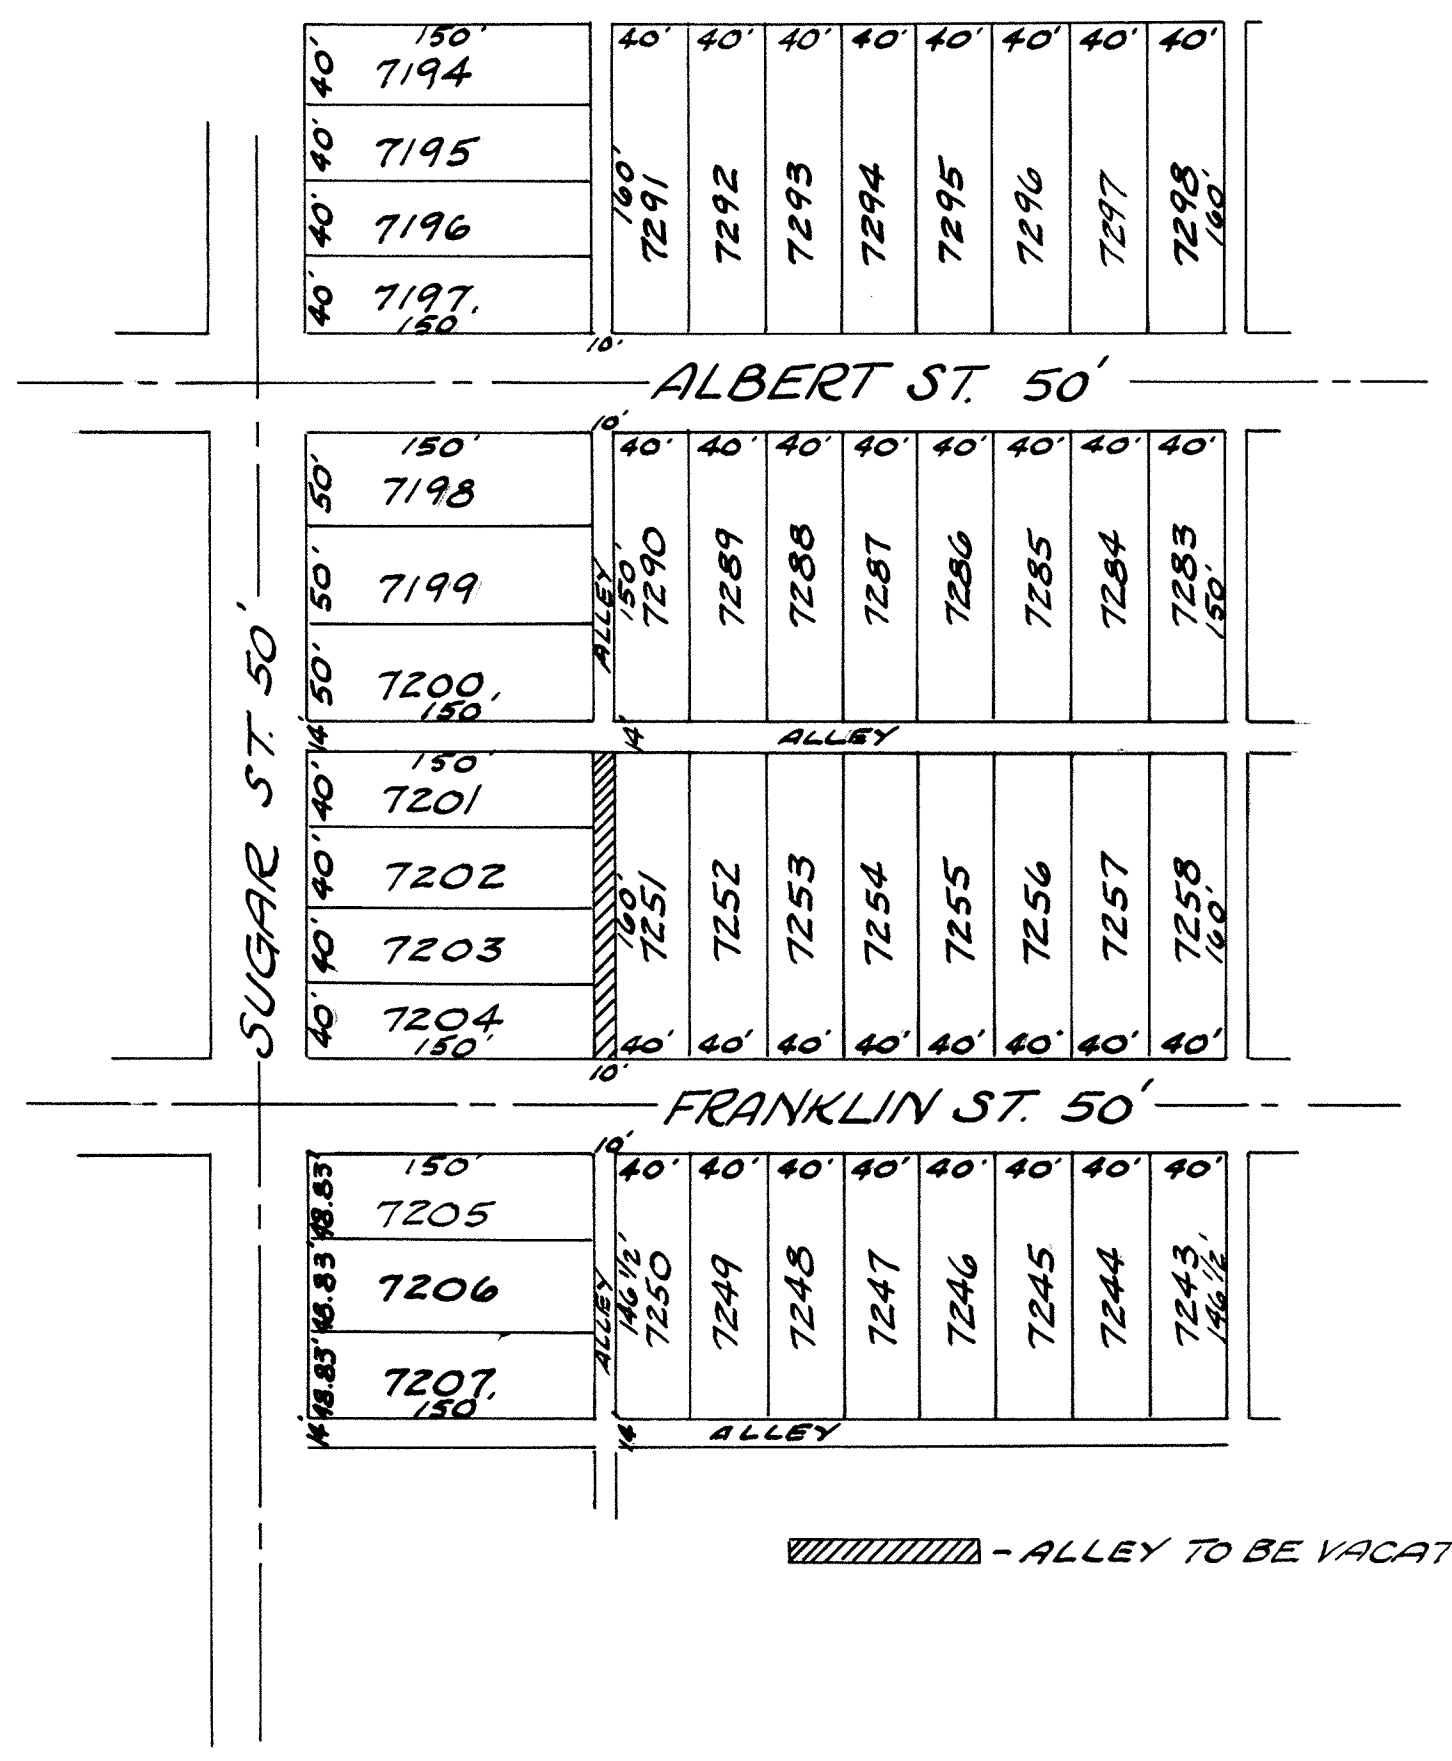 150'
40' 7194
40' 7195
40' 7196
40' 7197
150'
40' 40' 40' 40' 40' 40' 40' 40'
160'
7291 7292 7293 7294 7295 7296 7297 7298
160'
10'
ALBERT ST. 50'
10'
150'
50' 7198
50' 7199
50' 7200
150'
ALLEY
40' 40' 40' 40' 40' 40' 40' 40'
150'
7290 7289 7288 7287 7286 7285 7284 7283
150'
SUGAR ST. 50'
14' 14' ALLEY
150'
40' 7201
40' 7202
40' 7203
40' 7204
150'
160'
7251 7252 7253 7254 7255 7256 7257 7258
160'
40' 40' 40' 40' 40' 40' 40' 40'
10'
FRANKLIN ST. 50'
10'
150'
48.83' 7205
48.83' 7206
48.83' 7207
150'
ALLEY
40' 40' 40' 40' 40' 40' 40' 40'
146 1/2'
7250 7249 7248 7247 7246 7245 7244 7243
146 1/2'
14' 14' ALLEY
- ALLEY TO BE VACAT